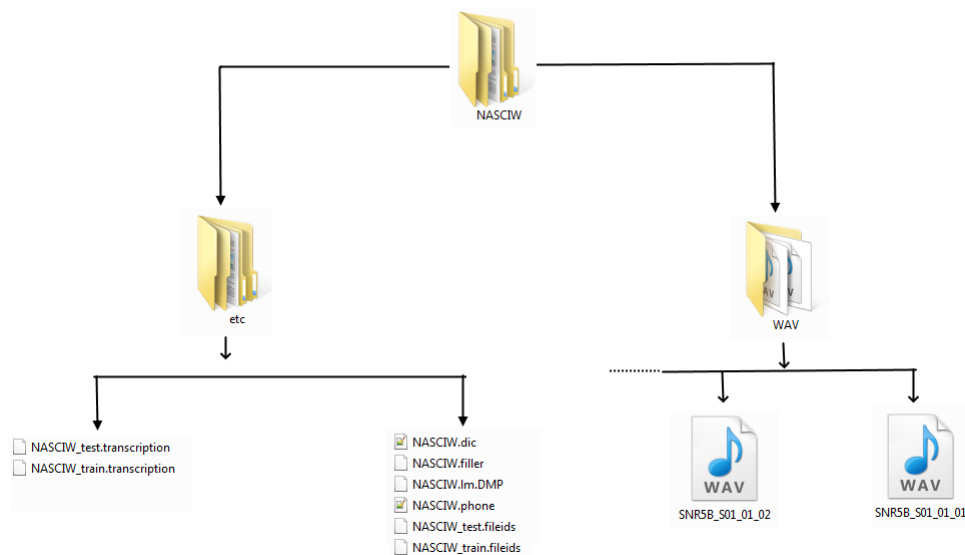 NASCIW
etc
WAV
NASCIW_test.transcription
NASCIW_train.transcription
NASCIW.dic
NASCIW.filler
NASCIW.lm.DMP
NASCIW.phone
NASCIW_test.fileids
NASCIW_train.fileids
WAV
SNR5B_S01_01_02
WAV
SNR5B_S01_01_01